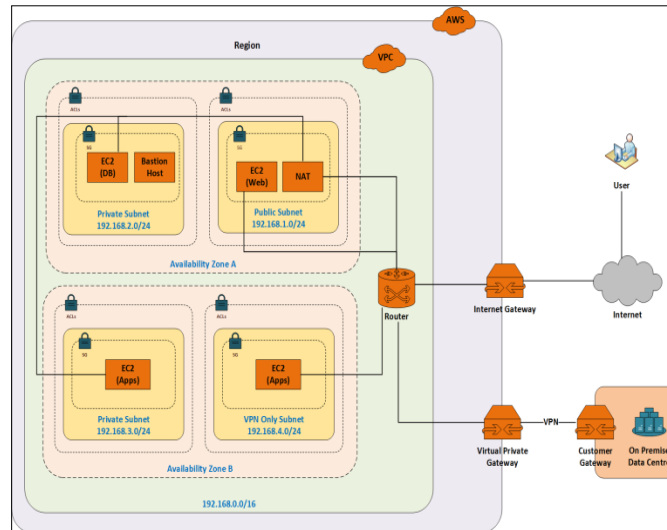 AWS
Region
VPC
ACLs
ACLs
SG
SG
EC2
(DB)
Bastion
Host
EC2
(Web)
NAT
Private Subnet
192.168.2.0/24
Public Subnet
192.168.1.0/24
Availability Zone A
User
Router
Internet Gateway
Internet
ACLs
ACLs
SG
SG
EC2
(Apps)
EC2
(Apps)
Private Subnet
192.168.3.0/24
VPN Only Subnet
192.168.4.0/24
Availability Zone B
192.168.0.0/16
Virtual Private
Gateway
VPN
Customer
Gateway
On Premise
Data Centre